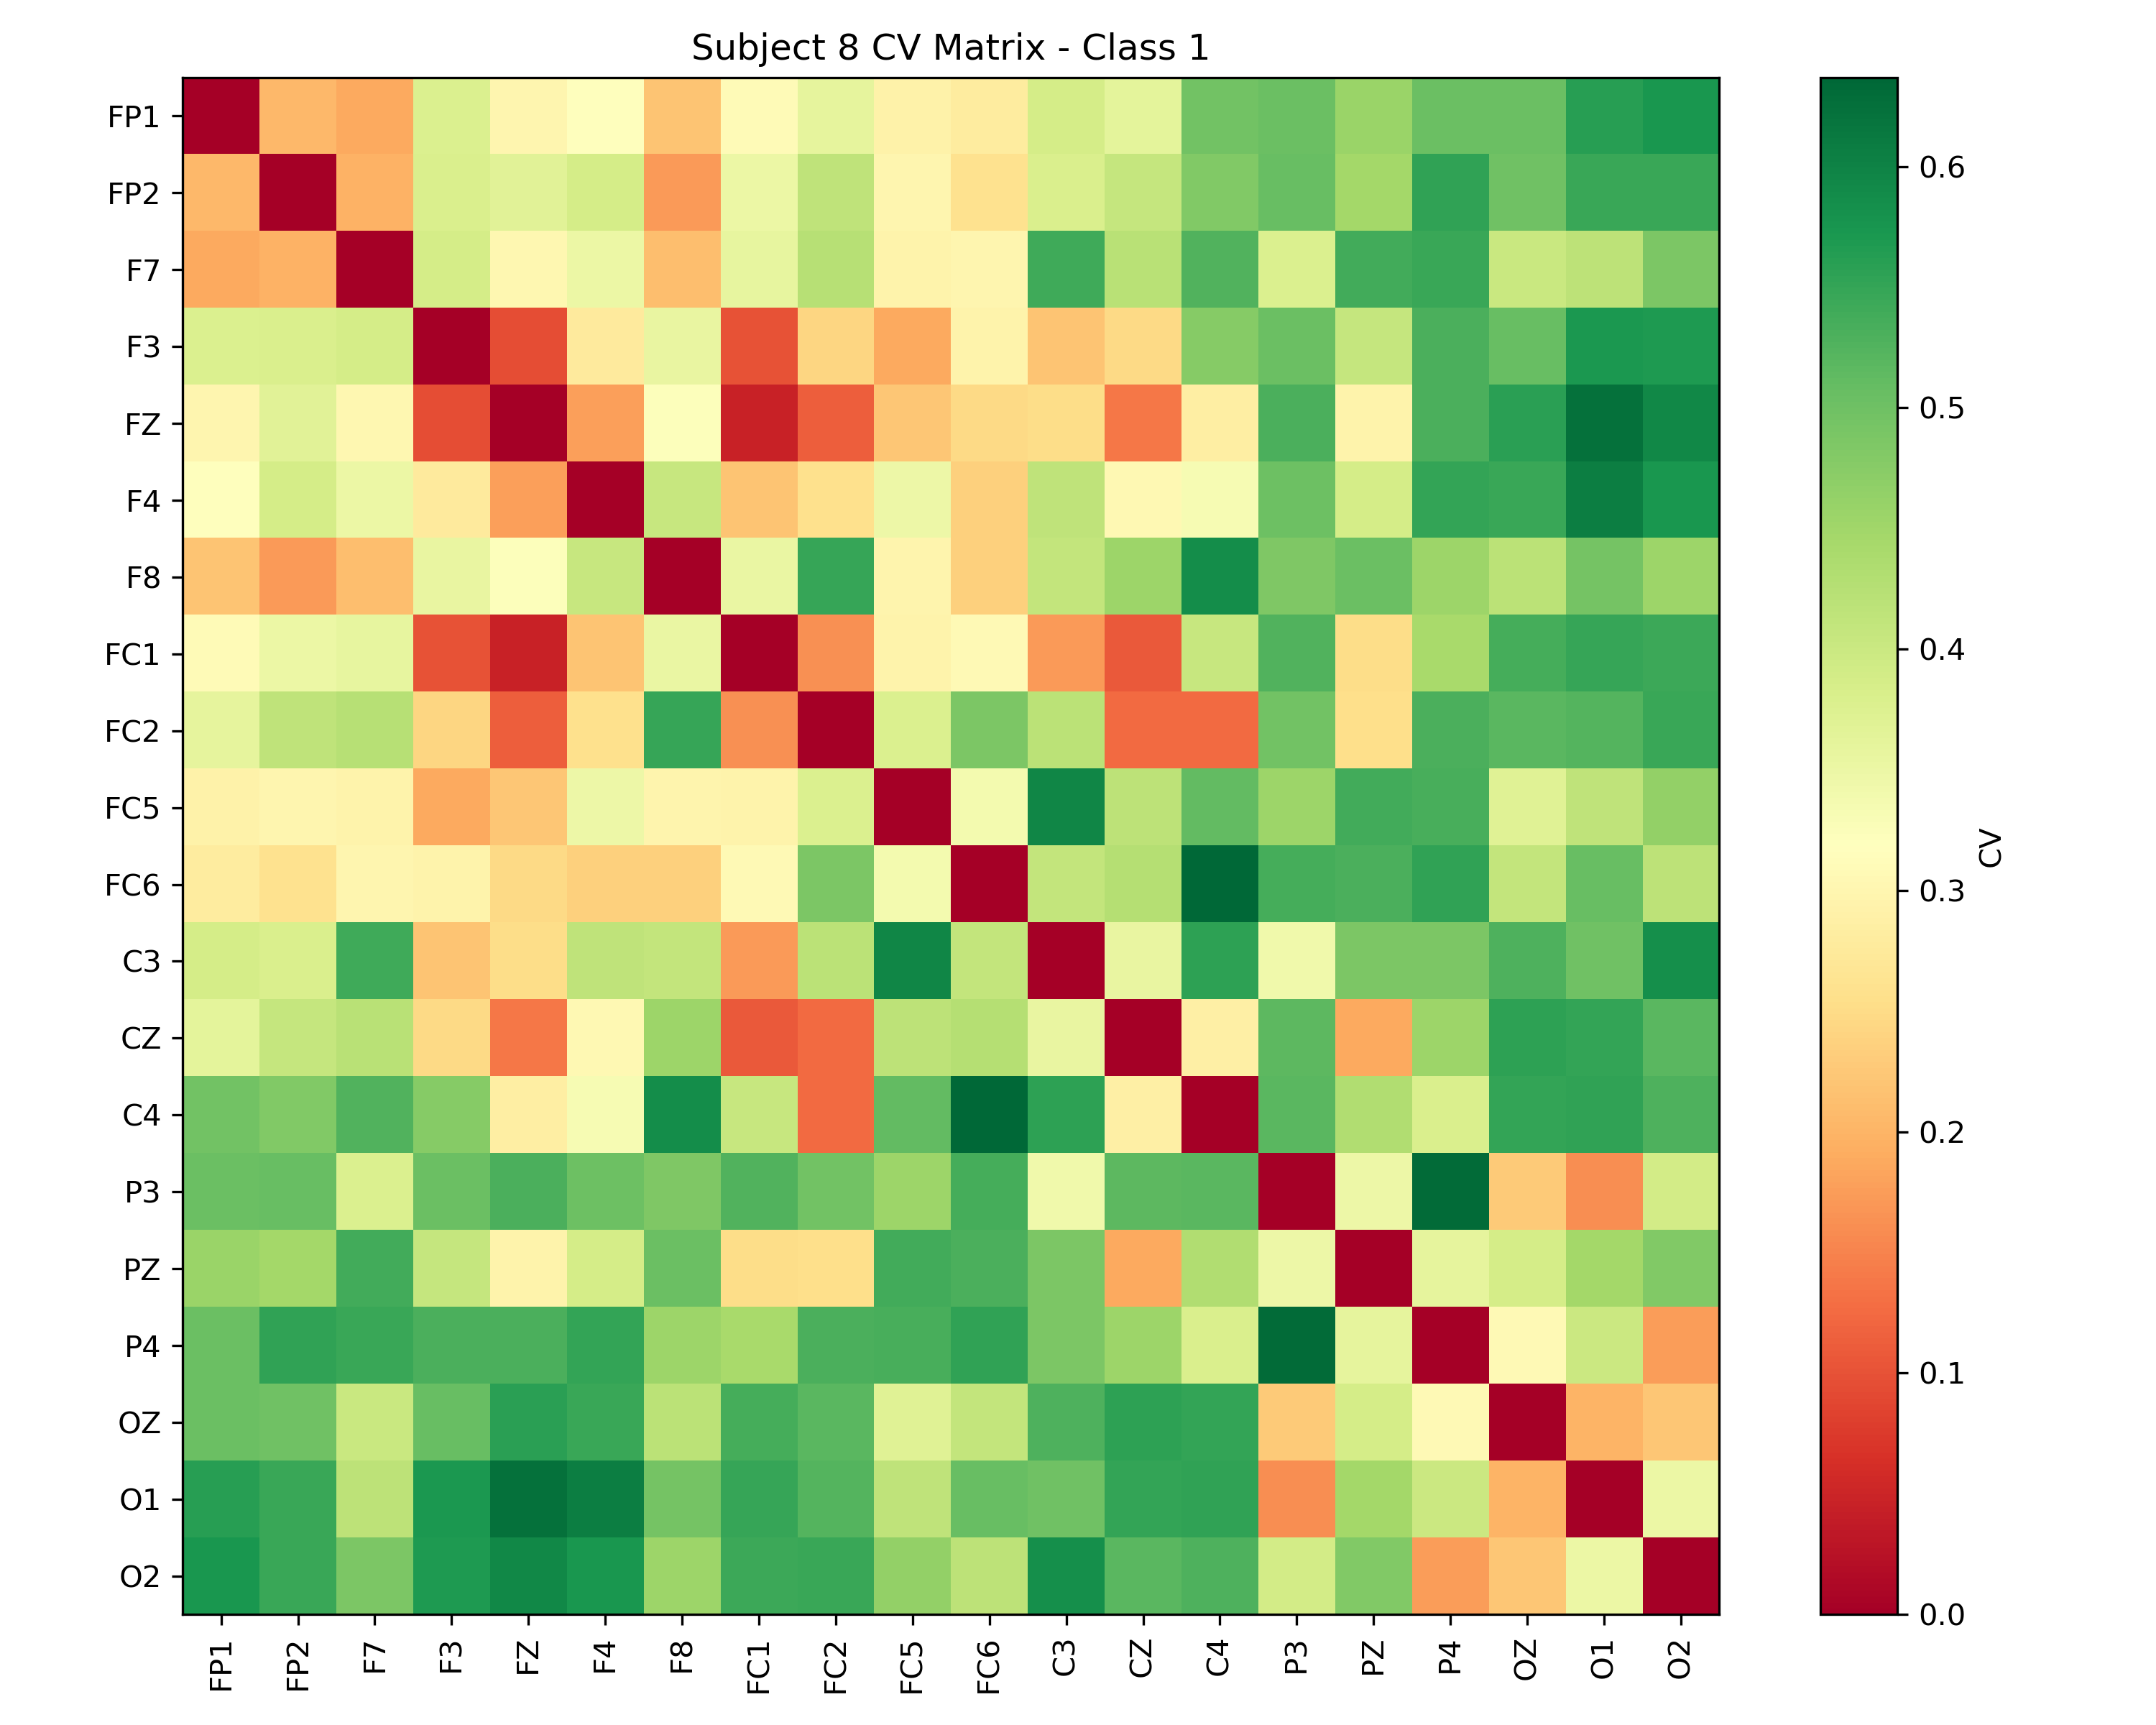 Subject 8 CV Matrix - Class 1
FP1
FP2
F7
F3
FZ
F4
F8
FC1
FC2
FC5
FC6
C3
CZ
C4
P3
PZ
P4
OZ
O1
O2
FP1 FP2 F7 F3 FZ F4 F8 FC1 FC2 FC5 FC6 C3 CZ C4 P3 PZ P4 OZ O1 O2
0.6
0.5
0.4
0.3
0.2
0.1
0.0
CV